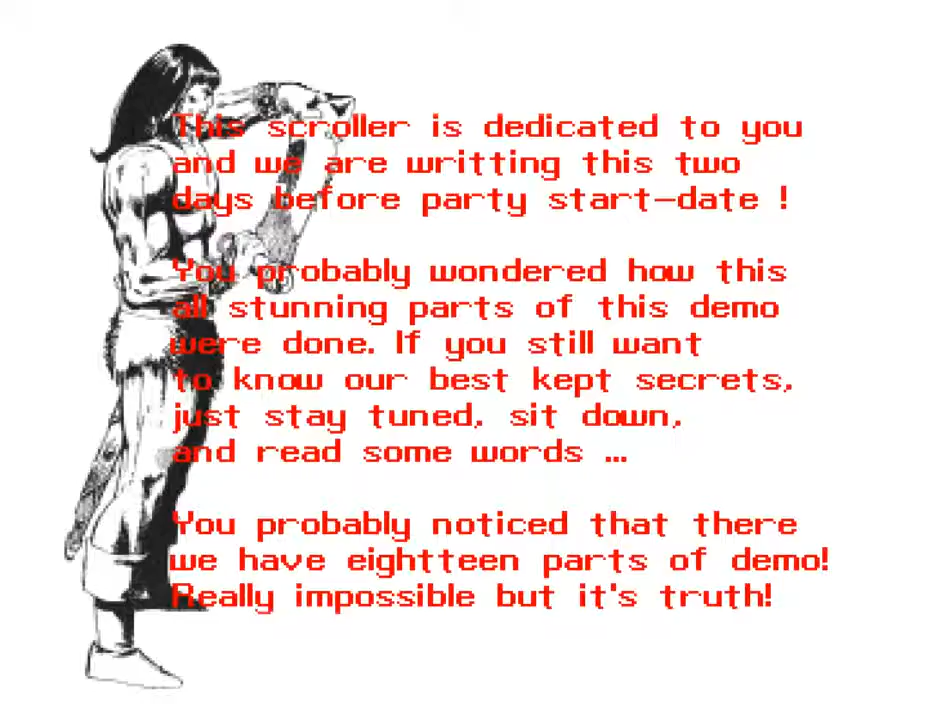 This scroller is dedicated to you
and we are writting this two
days before party start-date !
You probably wondered how this
all stunning parts of this demo
were done. If you still want
to know our best kept secrets,
just stay tuned, sit down,
and read some words ...
You probably noticed that there
we have eightteen parts of demo!
Really impossible but it's truth!